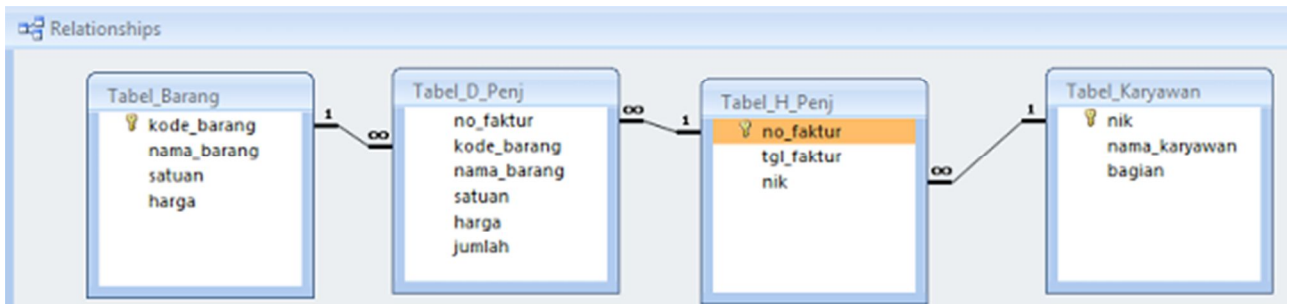 Relationships
Tabel_Barang
kode_barang
nama_barang
satuan
harga
1
∞
Tabel_D_Penj
no_faktur
kode_barang
nama_barang
satuan
harga
jumlah
∞
1
Tabel_H_Penj
no_faktur
tgl_faktur
nik
∞
1
Tabel_Karyawan
nik
nama_karyawan
bagian